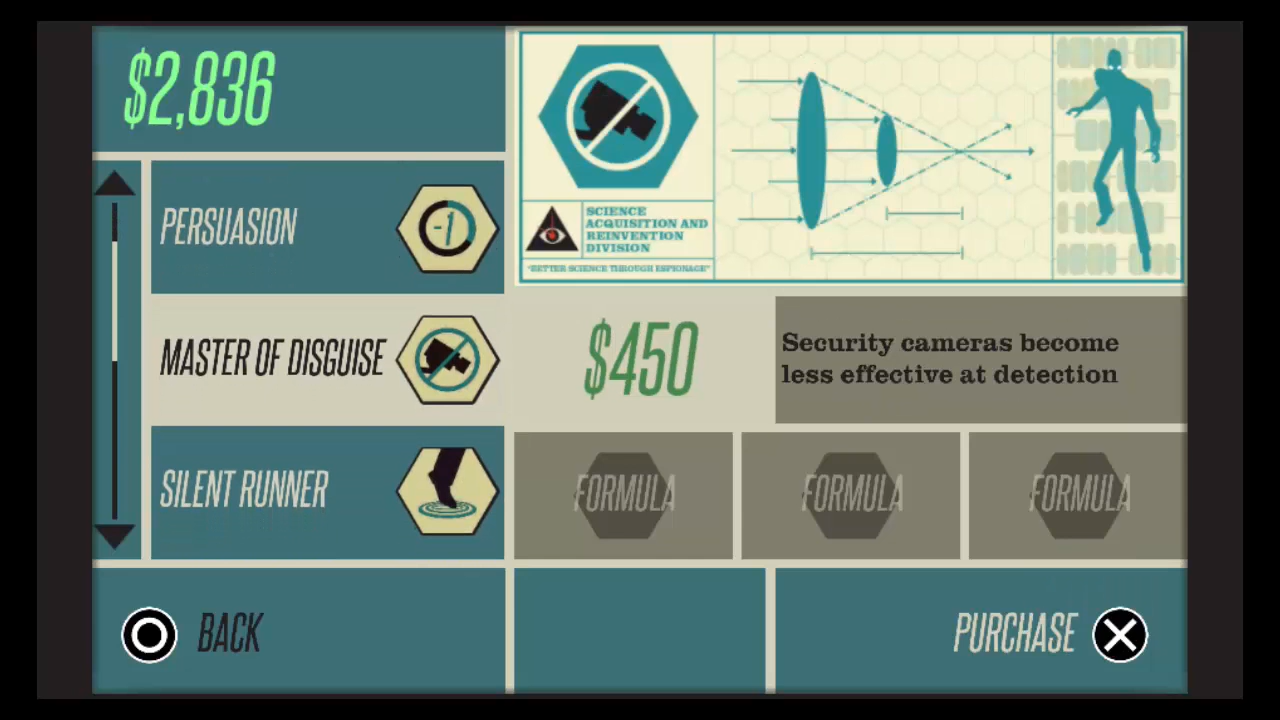 $2,836
PERSUASION
-1
MASTER OF DISGUISE
SILENT RUNNER
SCIENCE
ACQUISITION AND
REINVENTION
DIVISION
"BETTER SCIENCE THROUGH ESPIONAGE"
$450
Security cameras become
less effective at detection
FORMULA
FORMULA
FORMULA
BACK
PURCHASE